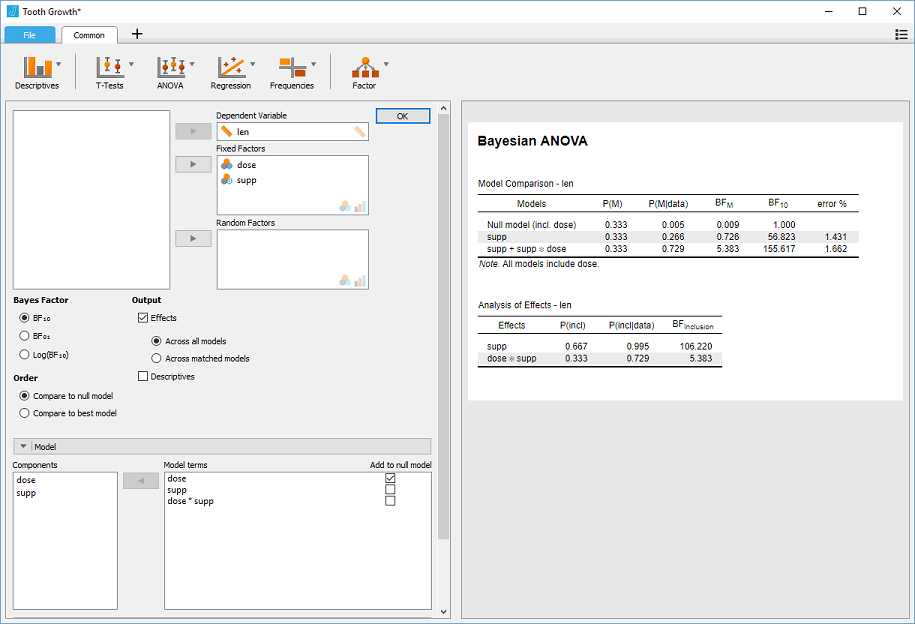 Tooth Growth*
File Common +
Descriptives T-Tests ANOVA Regression Frequencies Factor
Dependent Variable
len
OK
Fixed Factors
dose
supp
Random Factors
Bayes Factor
BF₁₀
BF₀₁
Log(BF₁₀)
Order
Compare to null model
Compare to best model
Output
Effects
Across all models
Across matched models
Descriptives
Model
Components
dose
supp
Model terms Add to null model
dose
supp
dose * supp
Bayesian ANOVA
Model Comparison - len
Models P(M) P(M|data) BF_M BF₁₀ error %
Null model (incl. dose) 0.333 0.005 0.009 1.000
supp 0.333 0.266 0.726 56.823 1.431
supp + supp * dose 0.333 0.729 5.383 155.617 1.662
Note. All models include dose.
Analysis of Effects - len
Effects P(incl) P(incl|data) BF_Inclusion
supp 0.667 0.995 106.220
dose * supp 0.333 0.729 5.383